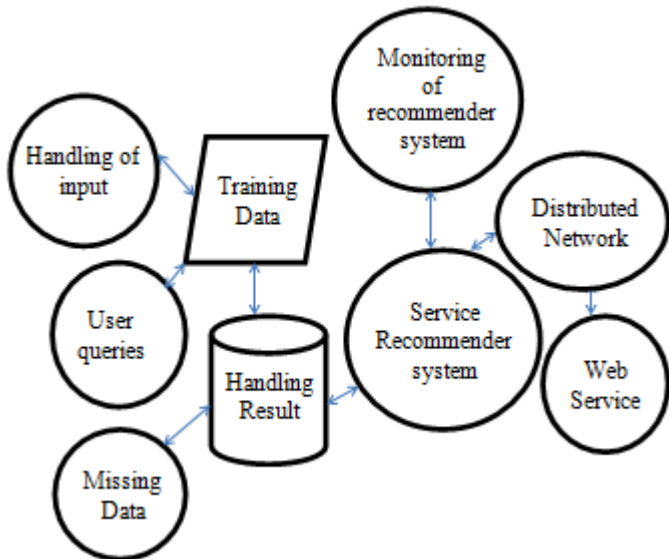 Monitoring
of
recommender
system
Handling of
input
Training
Data
Distributed
Network
User
queries
Service
Recommender
system
Handling
Result
Web
Service
Missing
Data